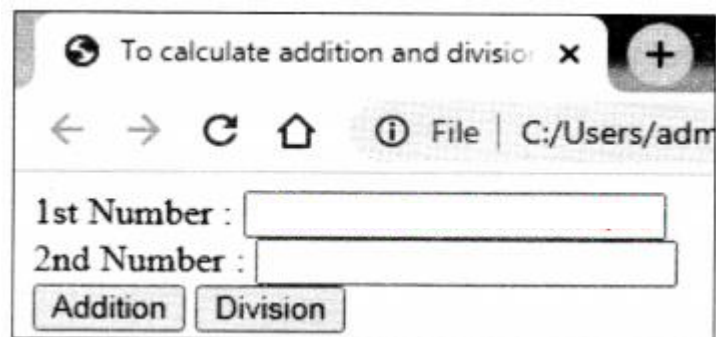 To calculate addition and divisio
File | C:/Users/adm
1st Number :
2nd Number :
Addition Division